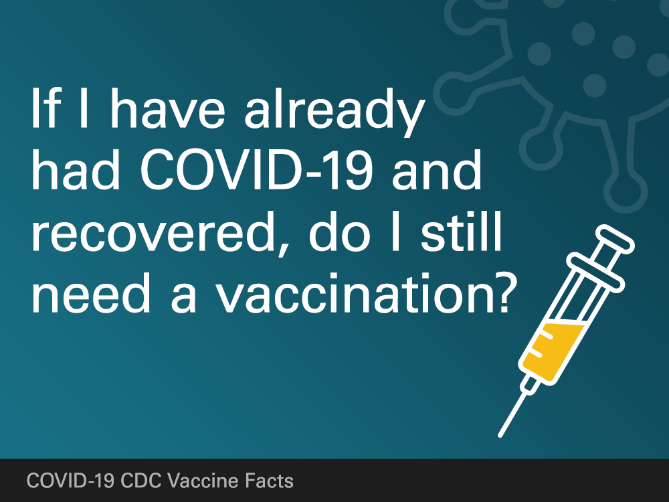 If I have already
had COVID-19 and
recovered, do I still
need a vaccination?
COVID-19 CDC Vaccine Facts